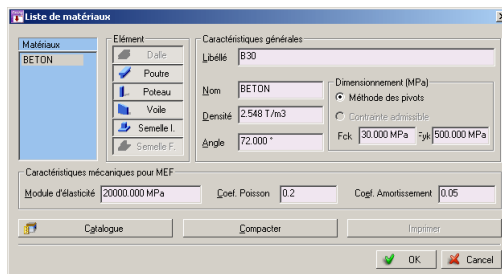 Liste de matériaux
Matériaux
BETON
Elément
Dalle
Poutre
Poteau
Voile
Semelle I.
Semelle F.
Caractéristiques générales
Libéllé B30
Nom BETON
Densité 2.548 T/m3
Angle 72.000 °
Dimensionnement (MPa)
Méthode des pivots
Contrainte admissible
Fck 30.000 MPa Fyk 500.000 MPa
Caractéristiques mécaniques pour MEF
Module d'élasticité 20000.000 MPa Coef. Poisson 0.2 Coef. Amortissement 0.05
Catalogue Compacter Imprimer
OK Cancel